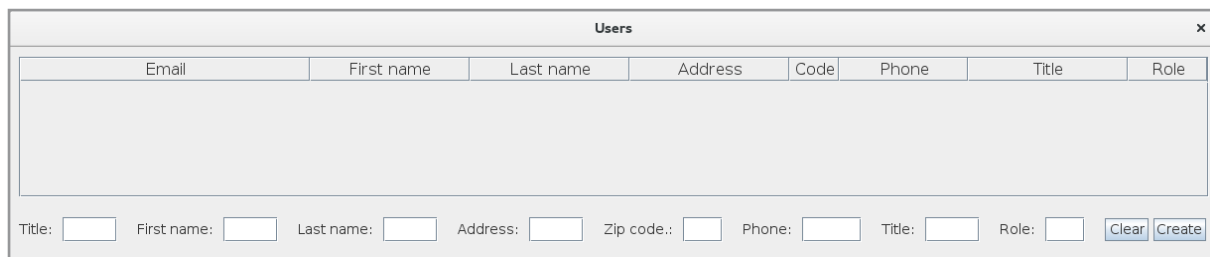 Users ×
Email First name Last name Address Code Phone Title Role
Title: First name: Last name: Address: Zip code.: Phone: Title: Role: Clear Create